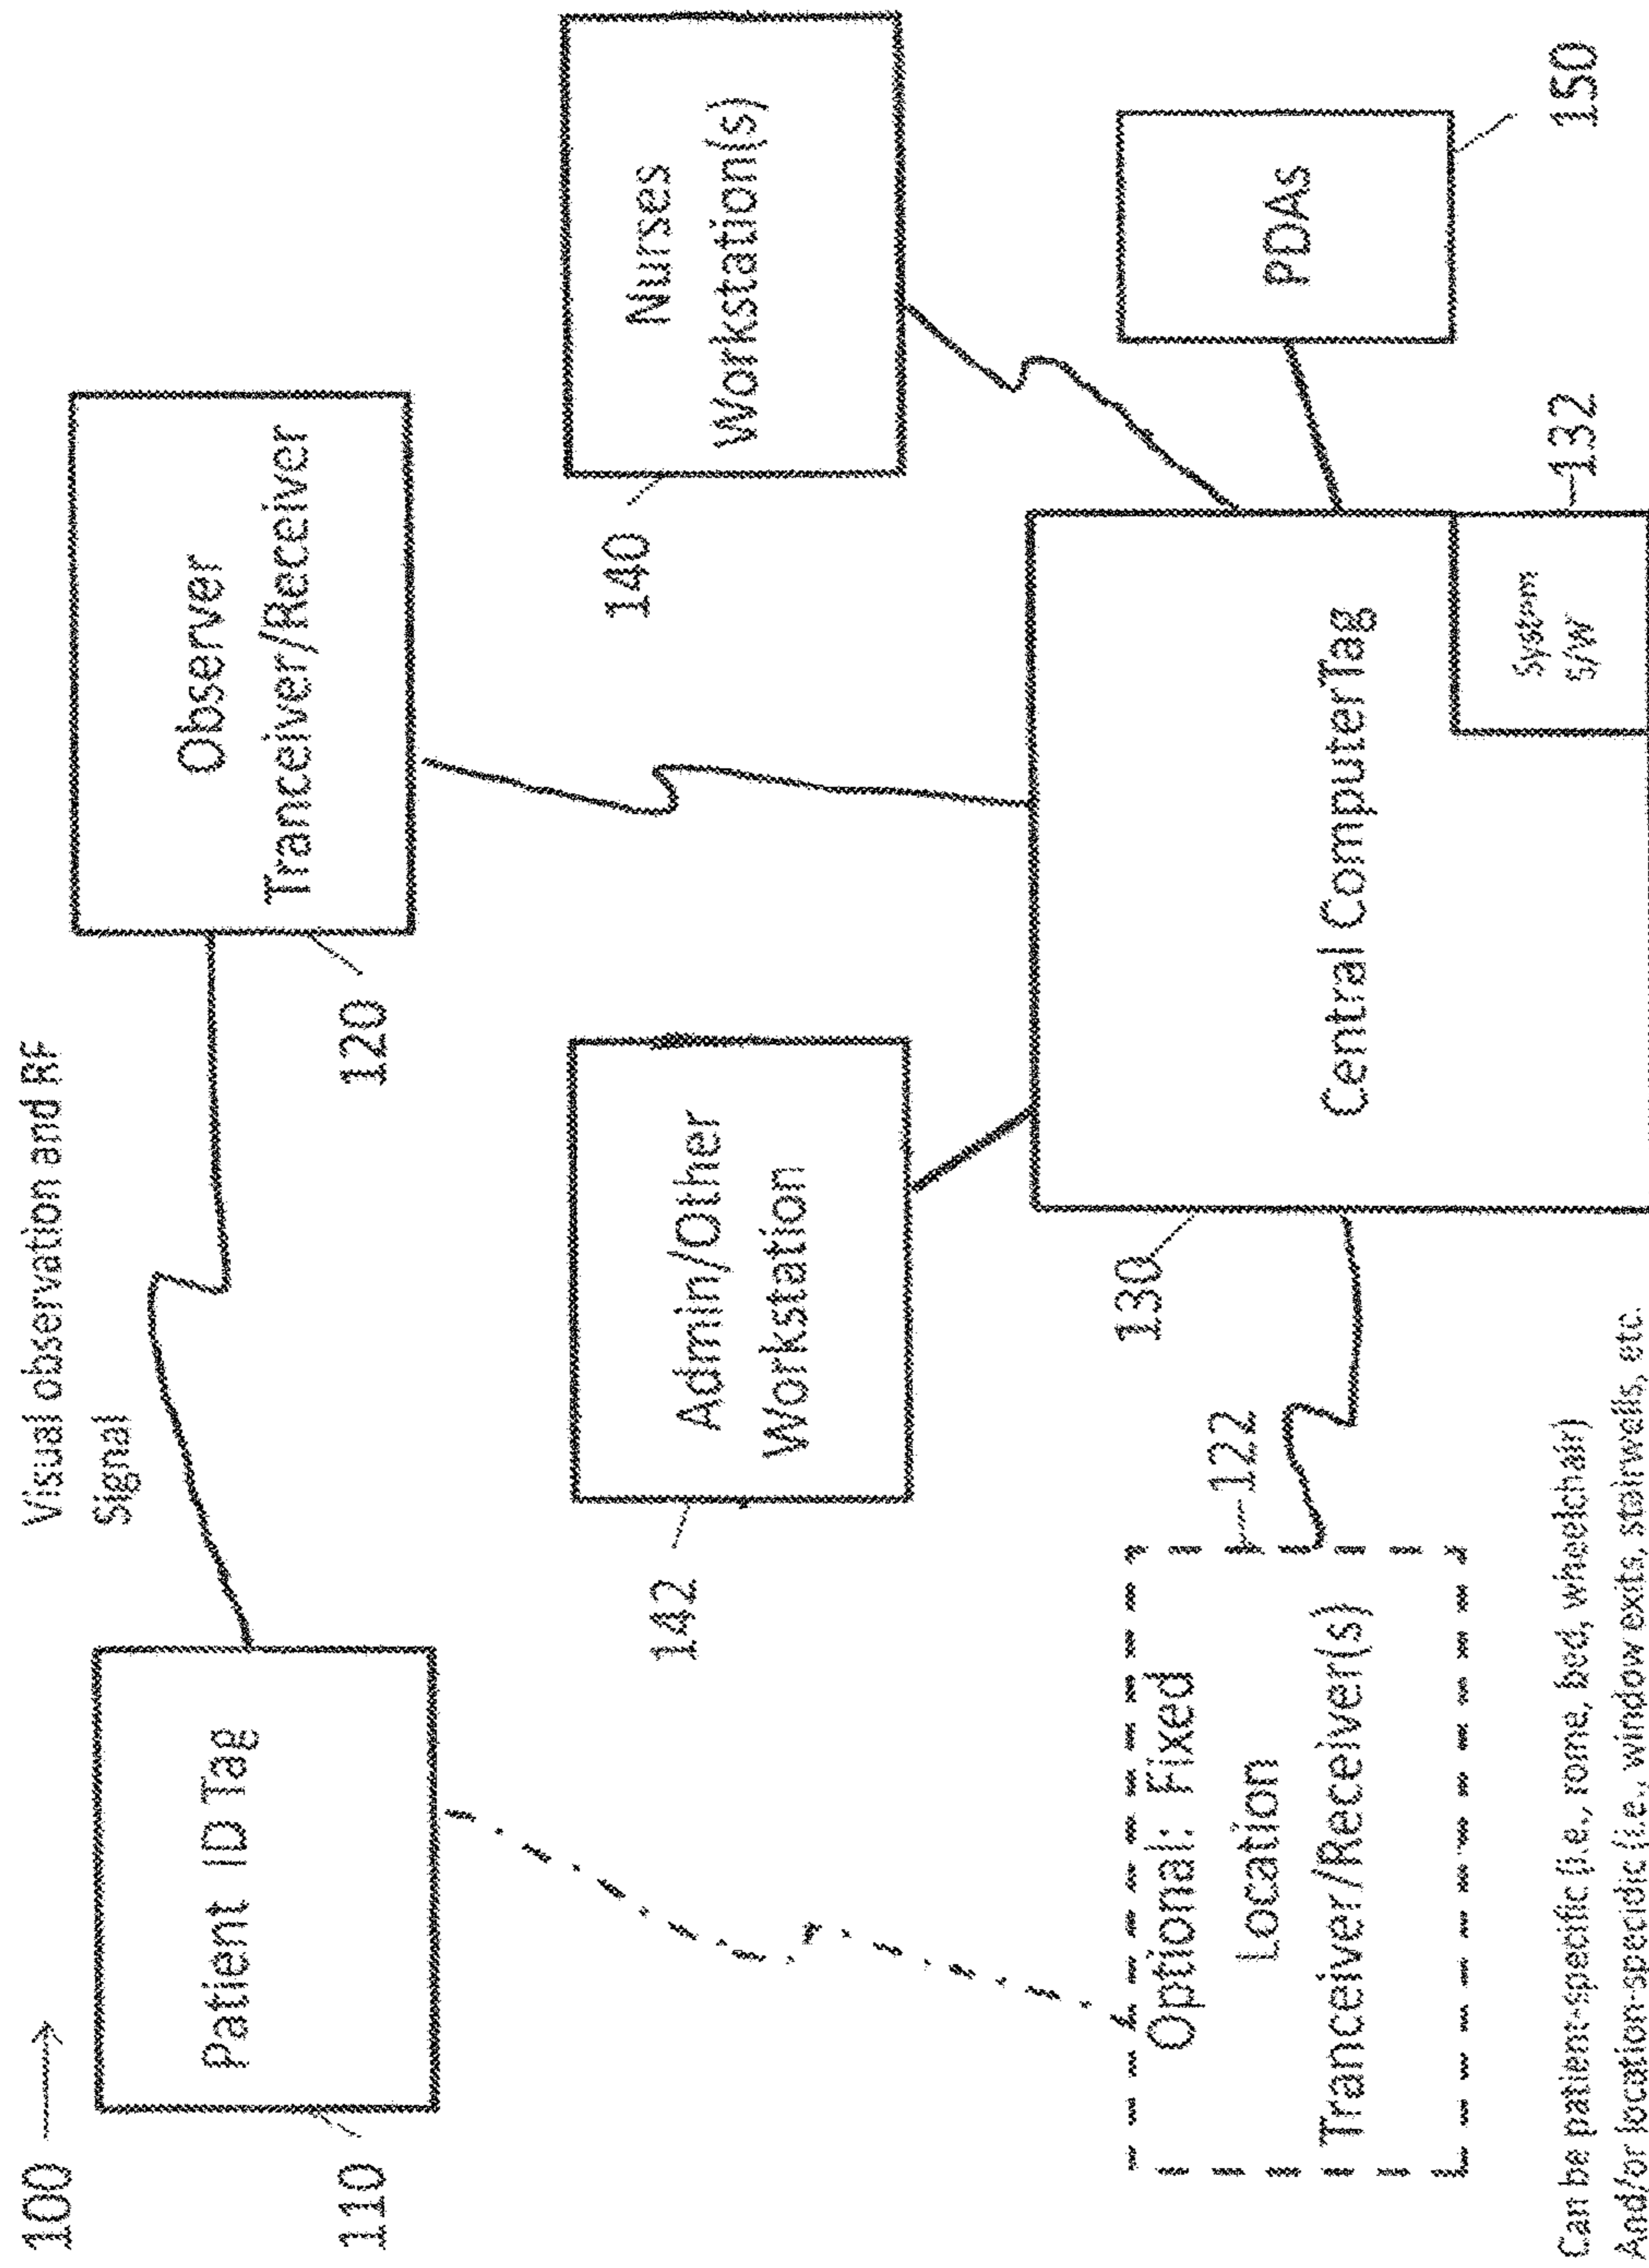 100
Visual observation and RF
Signal
Patient ID Tag
110
Observer
Tranceiver/Receiver
120
Admin/Other
Workstation
142
Nurses
Workstation(s)
140
Optional: Fixed
Location
Tranceiver/Receiver(s)
122
Central ComputerTag
130
System
S/W
132
PDAs
150
Can be patient-specific (i.e., rome, bed, wheelchair)
And/or location-specidic (i.e., window exits, stairwells, etc.